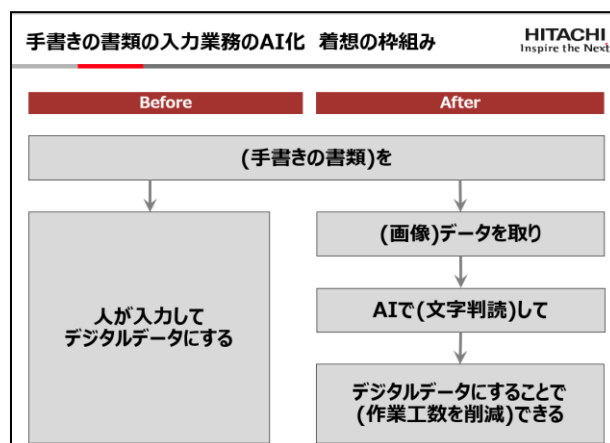 手書きの書類の入力業務のAI化 着想の枠組み
HITACHI
Inspire the Next
Before
After
(手書きの書類)を
人が入力して
デジタルデータにする
(画像)データを取り
AIで(文字判読)して
デジタルデータにすることで
(作業工数を削減)できる